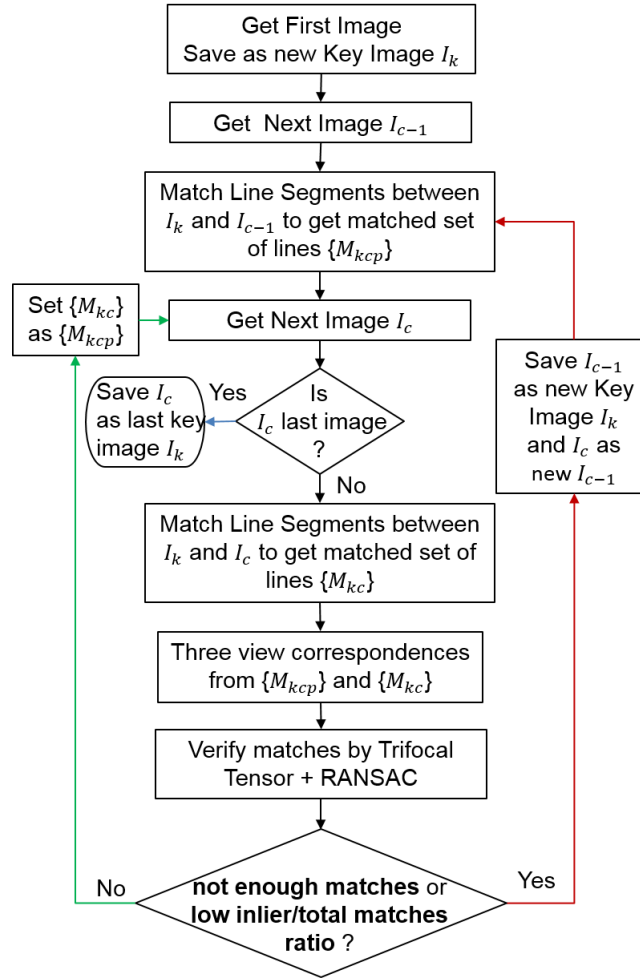 Get First Image
Save as new Key Image I_k
Get Next Image I_{c-1}
Match Line Segments between
I_k and I_{c-1} to get matched set
of lines {M_{kcp}}
Set {M_{kc}}
as {M_{kcp}}
Get Next Image I_c
Save I_c
as last key
image I_k
Yes
Is
I_c last image
?
No
Save I_{c-1}
as new Key
Image I_k
and I_c as
new I_{c-1}
Match Line Segments between
I_k and I_c to get matched set of
lines {M_{kc}}
Three view correspondences
from {M_{kcp}} and {M_{kc}}
Verify matches by Trifocal
Tensor + RANSAC
No
not enough matches or
low inlier/total matches
ratio ?
Yes